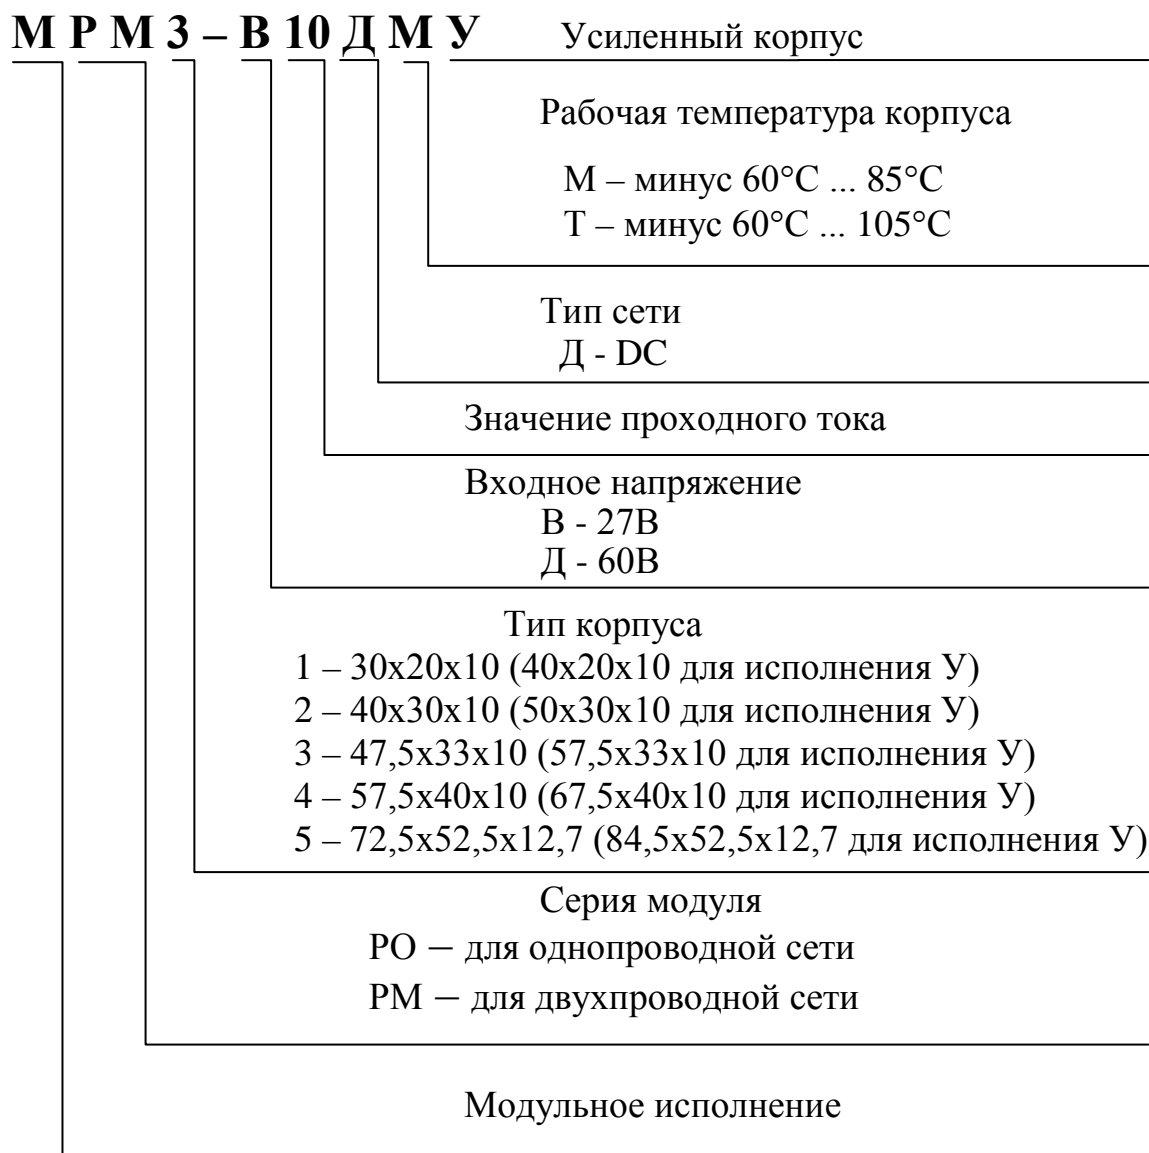 М Р М 3 – В 10 Д М У Усиленный корпус
Рабочая температура корпуса
М – минус 60°С ... 85°С
Т – минус 60°С ... 105°С
Тип сети
Д - DC
Значение проходного тока
Входное напряжение
В - 27В
Д - 60В
Тип корпуса
1 – 30х20х10 (40х20х10 для исполнения У)
2 – 40х30х10 (50х30х10 для исполнения У)
3 – 47,5х33х10 (57,5х33х10 для исполнения У)
4 – 57,5х40х10 (67,5х40х10 для исполнения У)
5 – 72,5х52,5х12,7 (84,5х52,5х12,7 для исполнения У)
Серия модуля
РО – для однопроводной сети
РМ – для двухпроводной сети
Модульное исполнение